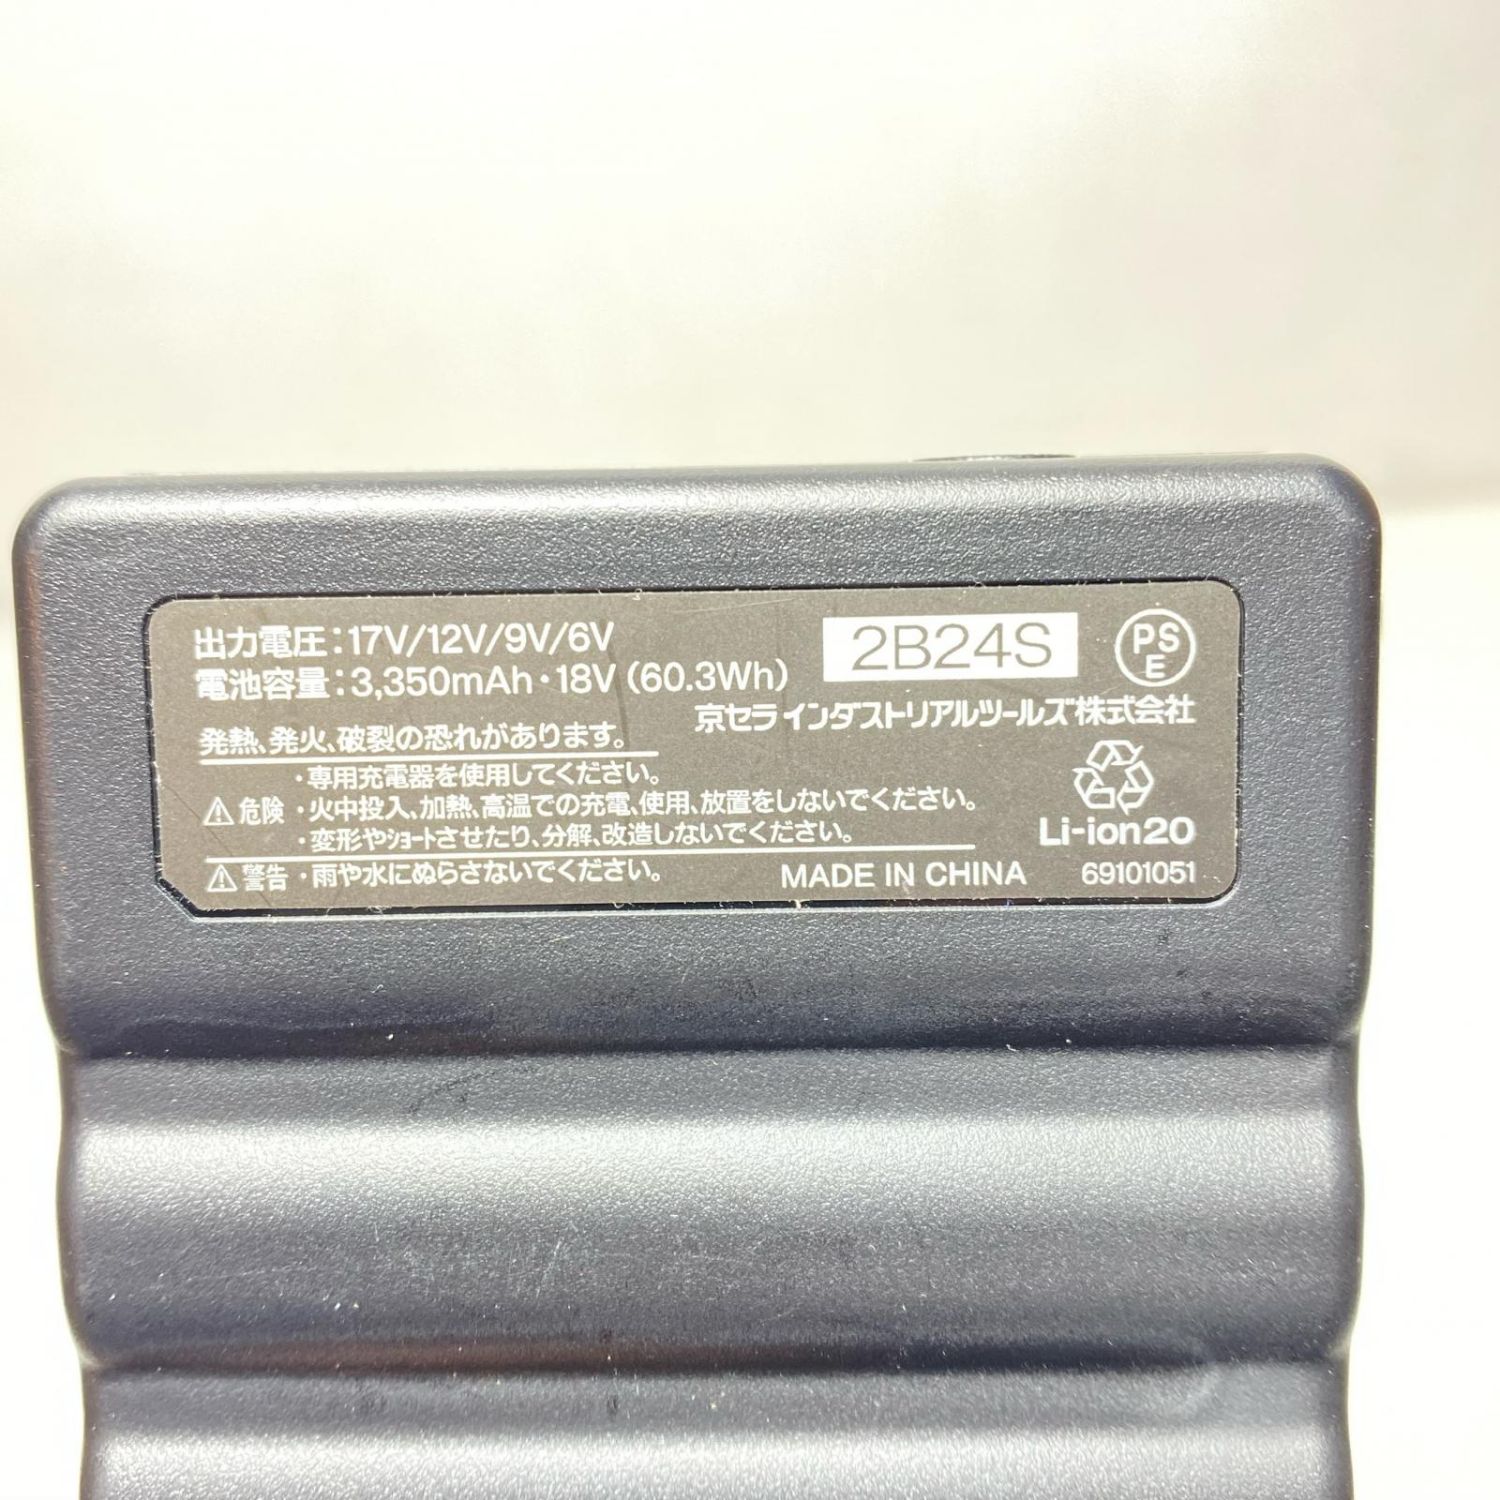 出力電圧：17V/12V/9V/6V
2B24S
PS
E
電池容量：3,350mAh・18V（60.3Wh）
京セラ インダストリアルツールズ株式会社
発熱、発火、破裂の恐れがあります。
・専用充電器を使用してください。
⚠危険 ・火中投入、加熱、高温での充電、使用、放置をしないでください。
・変形やショートさせたり、分解、改造しないでください。
Li-ion20
⚠警告 ・雨や水にぬらさないでください。
MADE IN CHINA
69101051